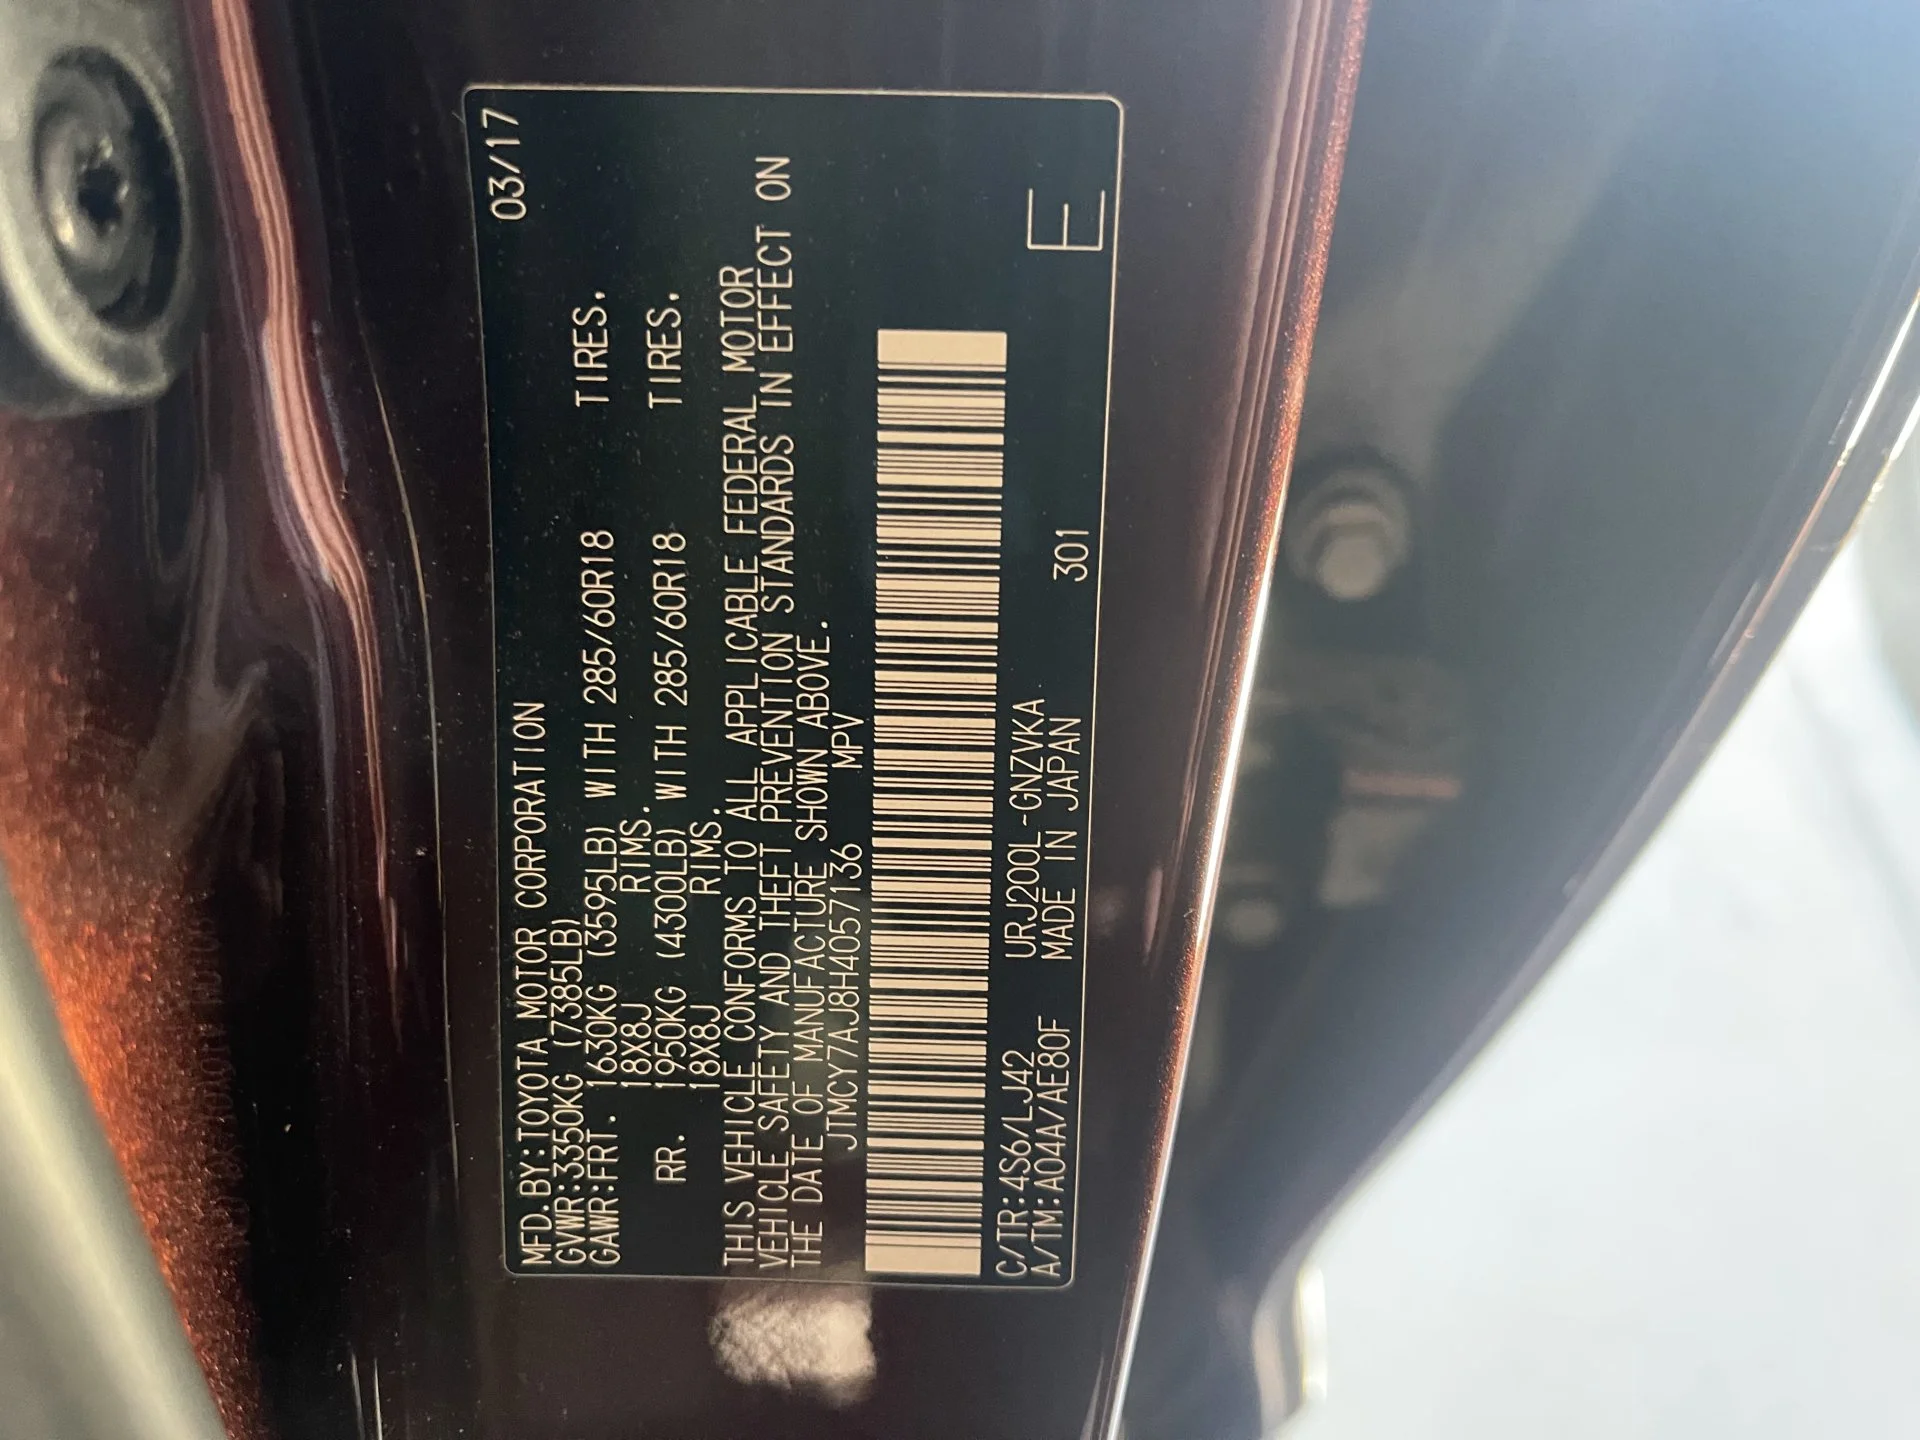 03/17
MFD.BY:TOYOTA MOTOR CORPORATION
GVWR:3350KG (7385LB)
GAWR:FRT. 1630KG (3595LB) WITH 285/60R18 TIRES.
18X8J RIMS.
RR. 1950KG (4300LB) WITH 285/60R18 TIRES.
18X8J RIMS.
THIS VEHICLE CONFORMS TO ALL APPLICABLE FEDERAL MOTOR
VEHICLE SAFETY AND THEFT PREVENTION STANDARDS IN EFFECT ON
THE DATE OF MANUFACTURE SHOWN ABOVE.
JTMCY7AJ8H4057136 MPV
C/TR:4S6/LJ42 URJ200L-GNZVKA
A/TM:A04A/AE80F MADE IN JAPAN 301
E